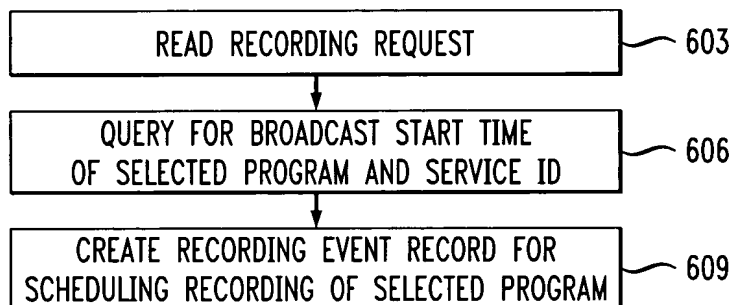 READ RECORDING REQUEST
603
QUERY FOR BROADCAST START TIME
OF SELECTED PROGRAM AND SERVICE ID
606
CREATE RECORDING EVENT RECORD FOR
SCHEDULING RECORDING OF SELECTED PROGRAM
609